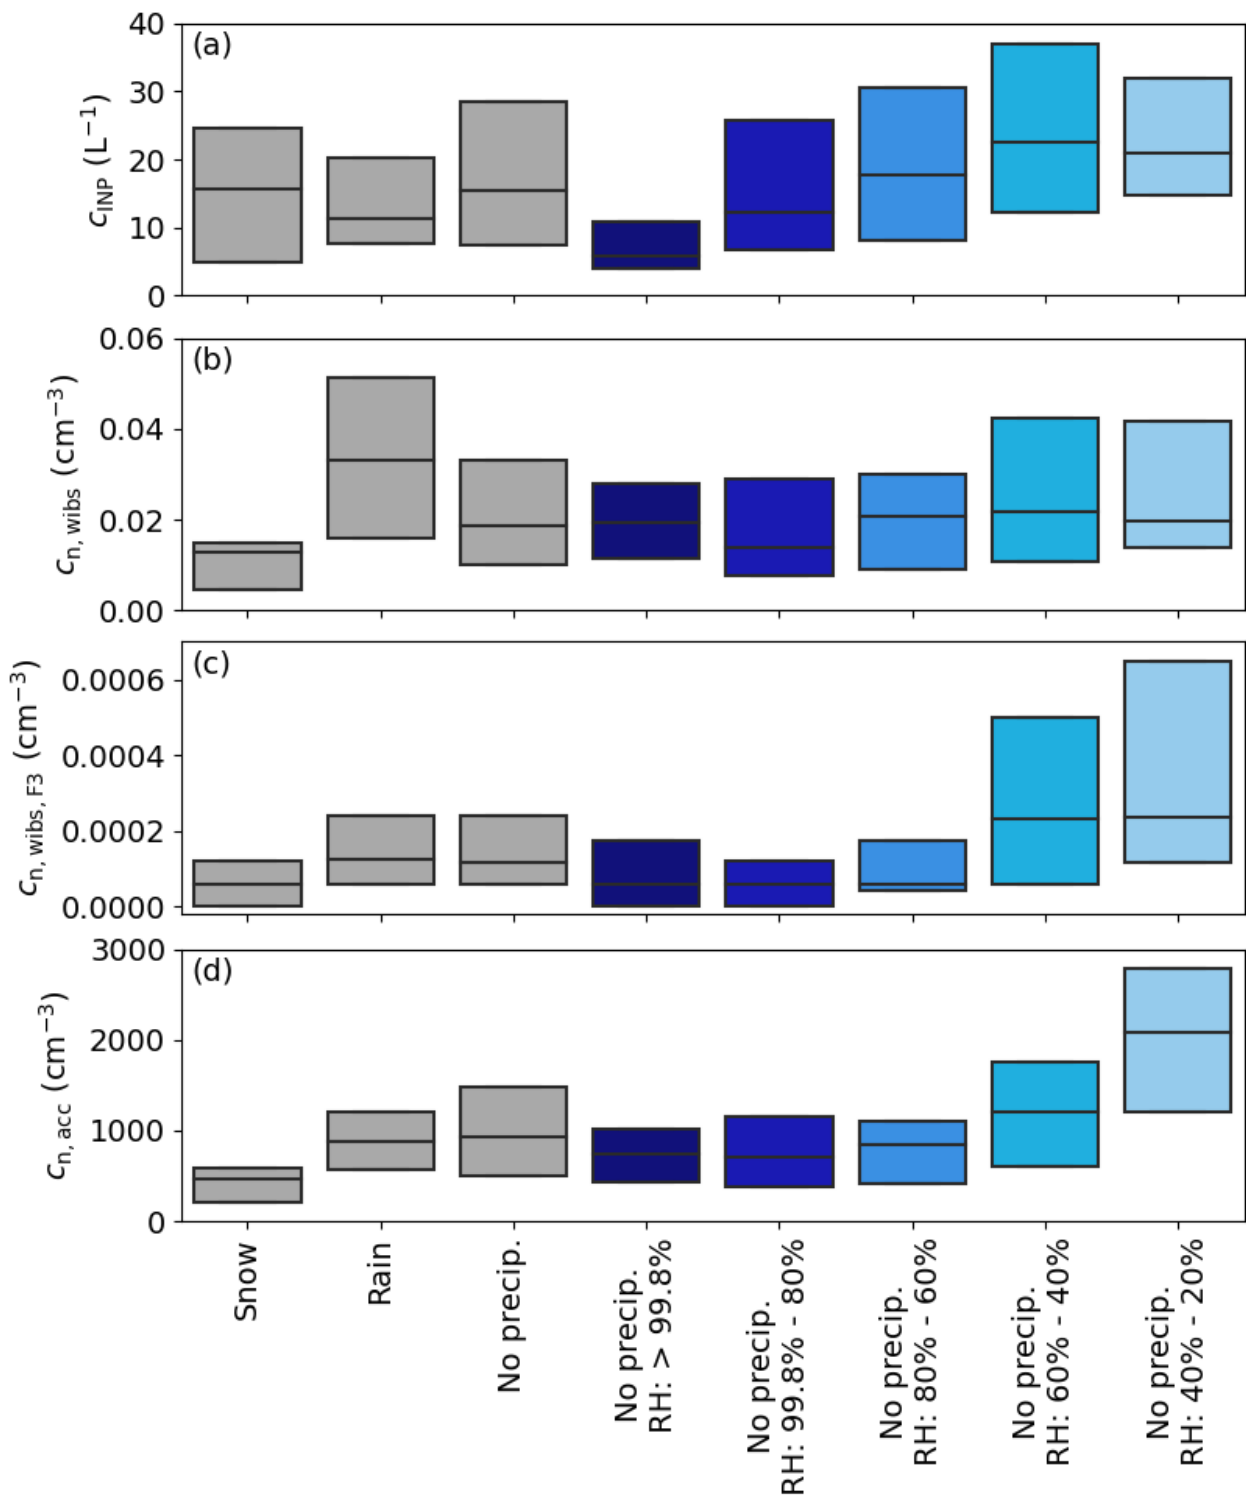 (a)
c_INP (L⁻¹)
40
30
20
10
0
(b)
c_n, wibs (cm⁻³)
0.06
0.04
0.02
0.00
(c)
c_n, wibs, F3 (cm⁻³)
0.0006
0.0004
0.0002
0.0000
(d)
c_n, acc (cm⁻³)
3000
2000
1000
0
Snow
Rain
No precip.
No precip.
RH: > 99.8%
No precip.
RH: 99.8% - 80%
No precip.
RH: 80% - 60%
No precip.
RH: 60% - 40%
No precip.
RH: 40% - 20%